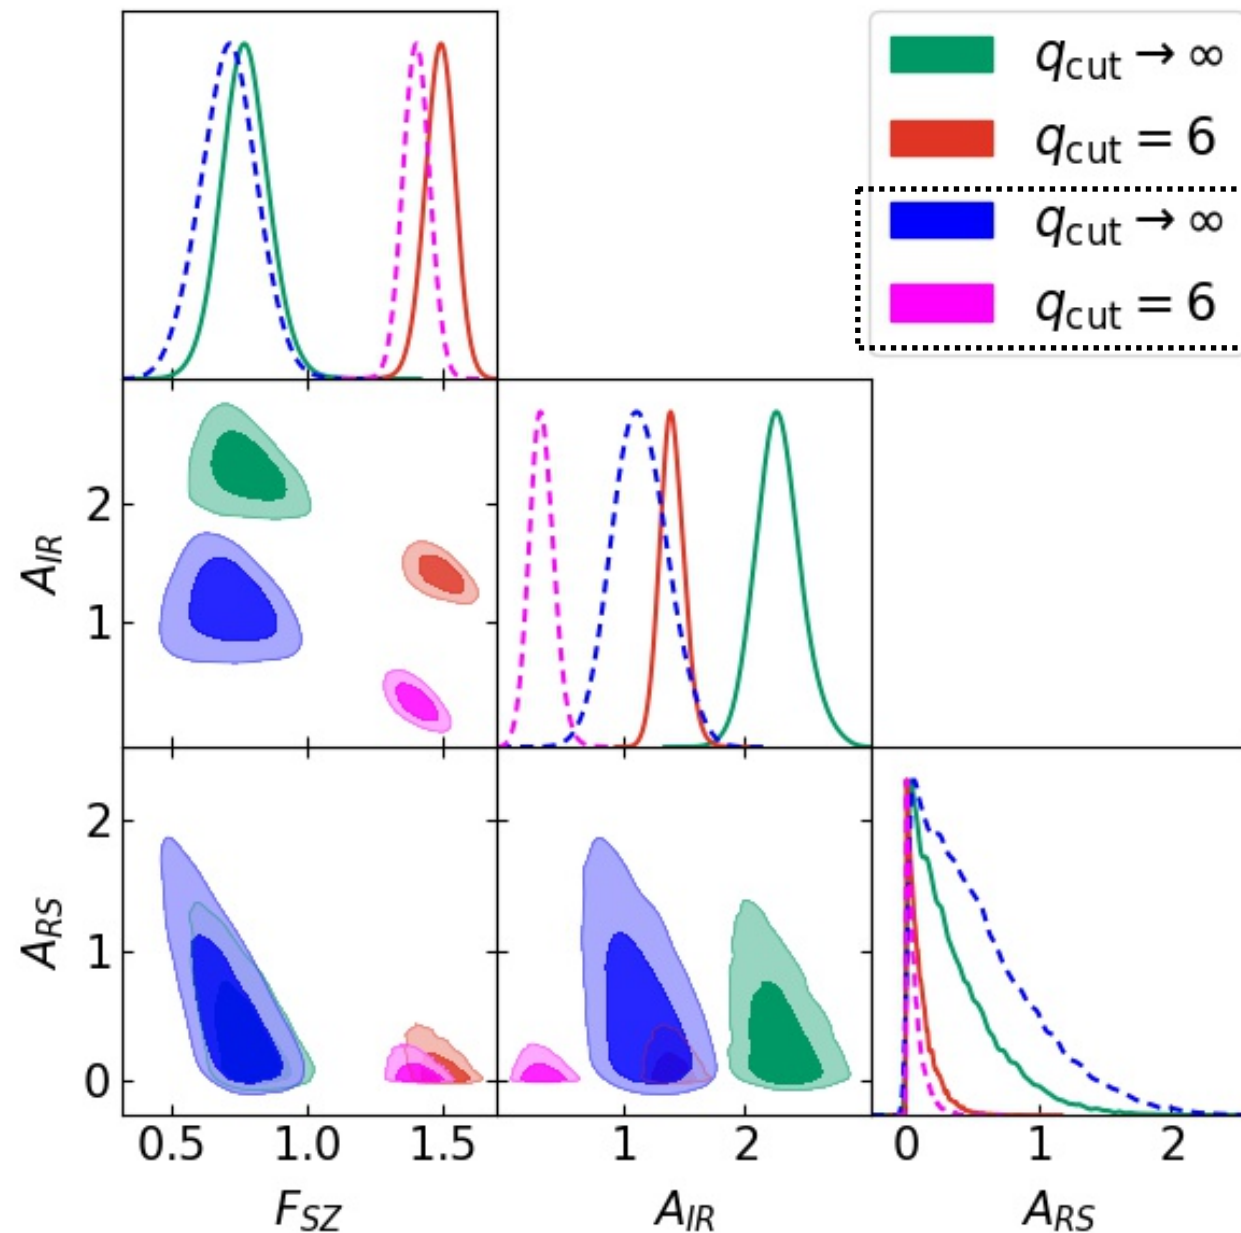 q_cut → ∞
q_cut = 6
q_cut → ∞
q_cut = 6
2
1
A_IR
2
1
0
A_RS
0.5 1.0 1.5
1 2
0 1 2
F_SZ
A_IR
A_RS